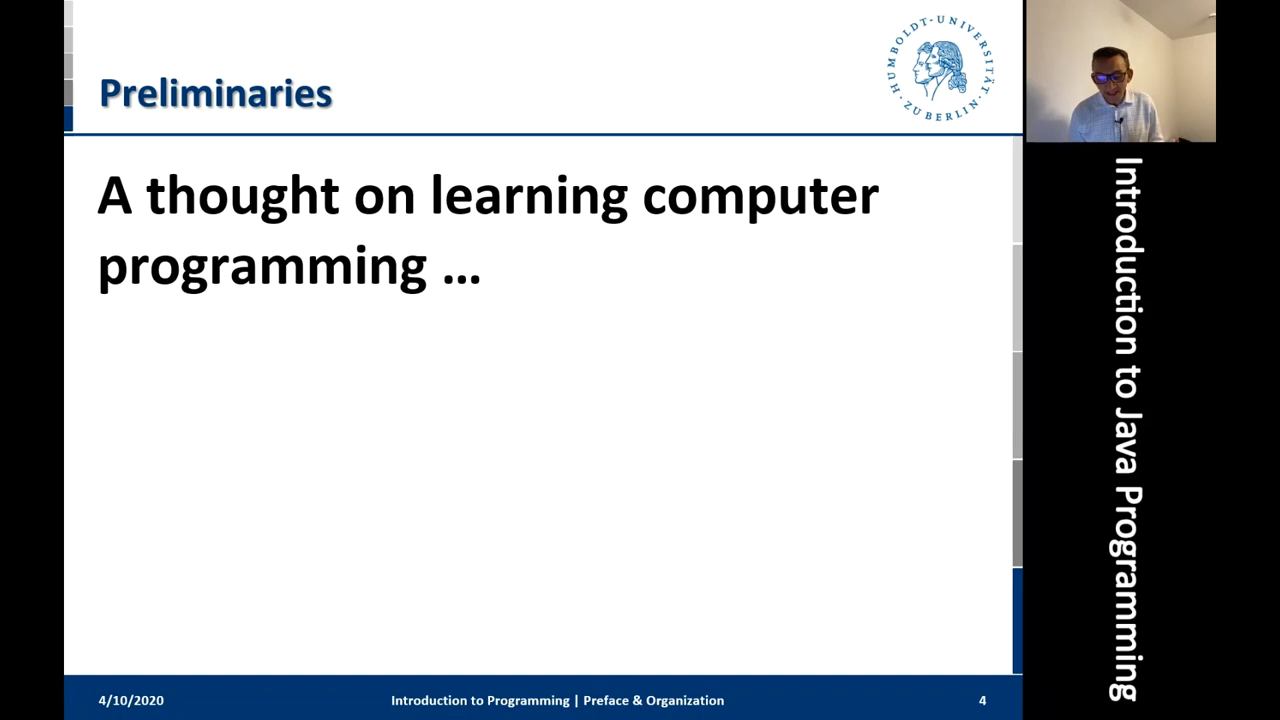 Preliminaries
HUMBOLDT-UNIVERSITÄT
ZU BERLIN
A thought on learning computer
programming ...
4/10/2020
Introduction to Programming | Preface & Organization
4
Introduction to Java Programming